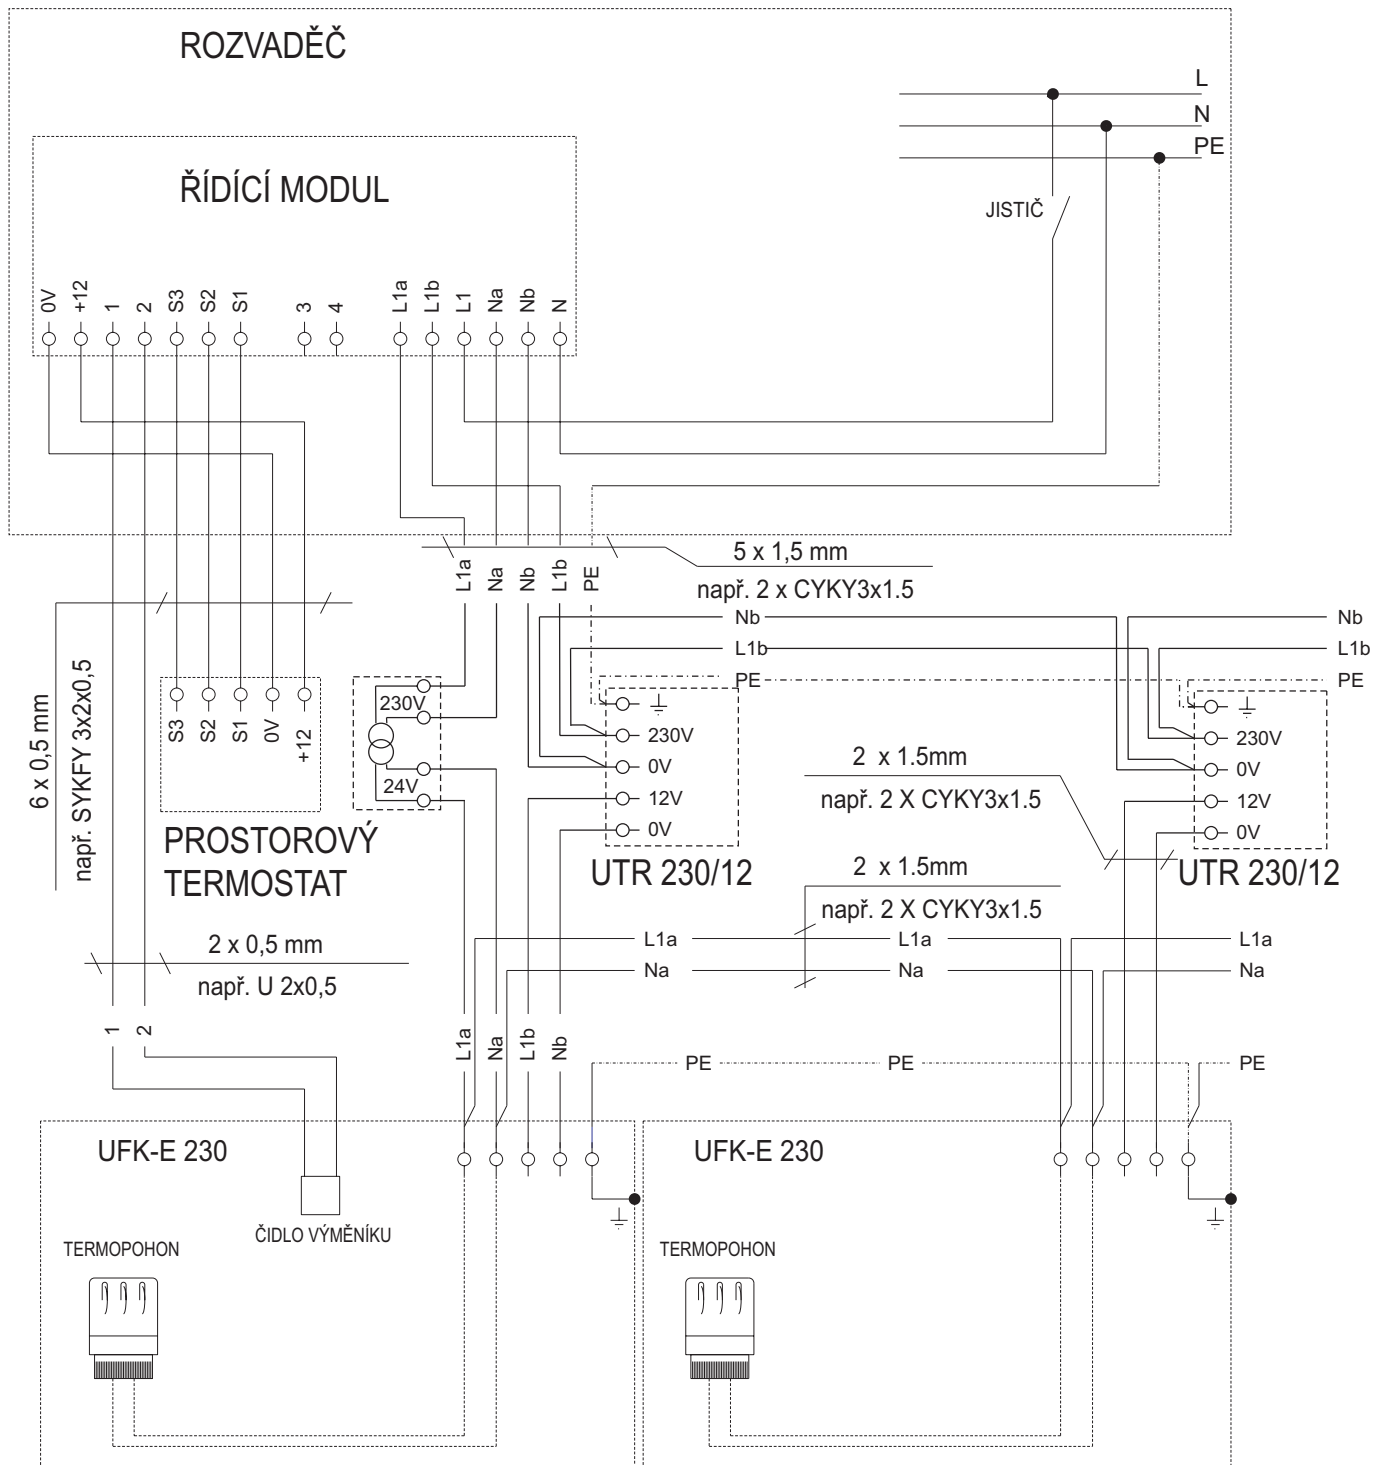 ROZVADĚČ
L
N
PE
ŘÍDÍCÍ MODUL
JISTIČ
0V
+12
1
2
S3
S2
S1
3
4
L1a
L1b
L1
Na
Nb
N
5 x 1,5 mm
např. 2 x CYKY3x1.5
L1a
Na
Nb
L1b
PE
6 x 0,5 mm
např. SYKFY 3x2x0,5
Nb
Nb
L1b
L1b
PE
PE
S3
S2
S1
0V
+12
230V
24V
230V
0V
12V
0V
230V
0V
12V
0V
2 x 1.5mm
např. 2 X CYKY3x1.5
PROSTOROVÝ
TERMOSTAT
UTR 230/12
UTR 230/12
2 x 1.5mm
např. 2 X CYKY3x1.5
2 x 0,5 mm
např. U 2x0,5
L1a
L1a
L1a
Na
Na
Na
1
2
L1a
Na
L1b
Nb
PE
PE
PE
UFK-E 230
UFK-E 230
ČIDLO VÝMĚNÍKU
TERMOPOHON
TERMOPOHON